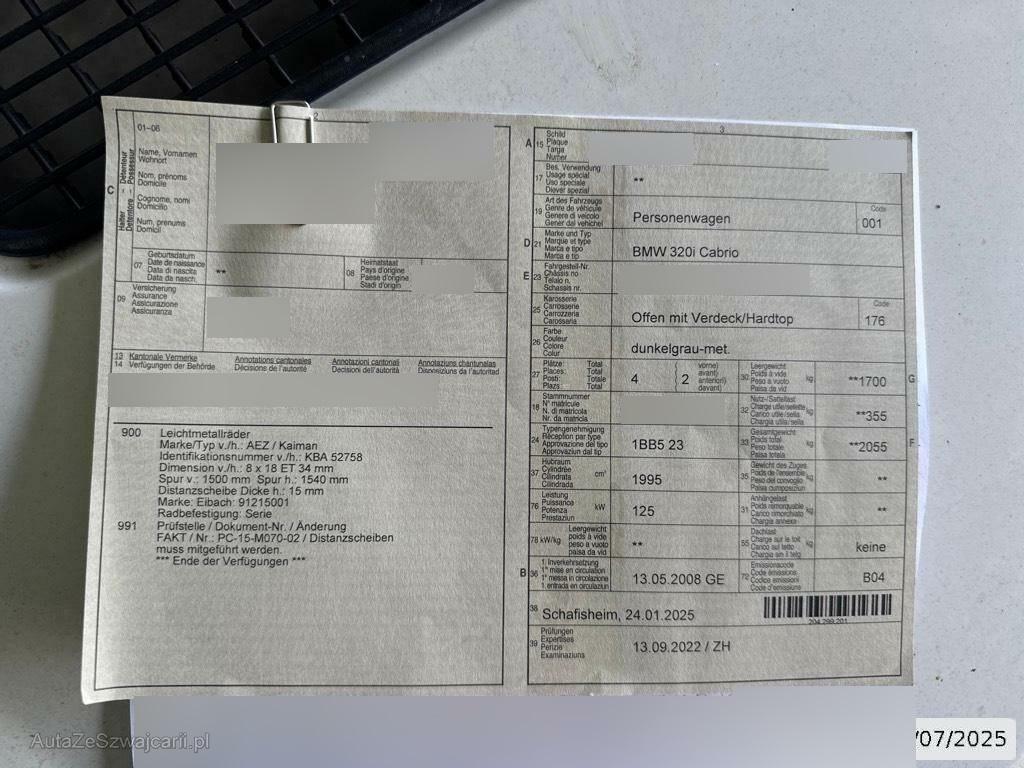 2
01–06
Name, Vornamen
Wohnort
Nom, prénoms
Domicile
Cognome, nomi
Domicilio
Num, prenums
Domicil
C
Halter Détenteur
Detentore Possessur
07
Geburtsdatum
Date de naissance
Data di nascita
Data da nasch.
**
08
Heimatstaat
Pays d'origine
Paese d'origine
Stadi d'origin
09
Versicherung
Assurance
Assicurazione
Assicuranza
13 Kantonale Vermerke Annotations cantonales Annotazioni cantonali Annotaziuns chantunalas
14 Verfügungen der Behörde Décisions de l'autorité Decisioni dell'autorità Disposiziuns da l'autoritad
900 Leichtmetallräder
Marke/Typ v./h.: AEZ / Kaiman
Identifikationsnummer v./h.: KBA 52758
Dimension v./h.: 8 x 18 ET 34 mm
Spur v.: 1500 mm Spur h.: 1540 mm
Distanzscheibe Dicke h.: 15 mm
Marke: Eibach: 91215001
Radbefestigung: Serie
991 Prüfstelle / Dokument-Nr. / Änderung
FAKT / Nr.: PC-15-M070-02 / Distanzscheiben
muss mitgeführt werden.
*** Ende der Verfügungen ***
3
A 15
Schild
Plaque
Targa
Numer
17
Bes. Verwendung
Usage spécial
Uso speciale
Diever spezial
**
19
Art des Fahrzeugs
Genre de véhicule
Genere di veicolo
Gener dal vehichel
Personenwagen
Code
001
D 21
Marke und Typ
Marque et type
Marca e tipo
Marca e tip
BMW 320i Cabrio
E 23
Fahrgestell-Nr.
Châssis no
Telaio n.
Schassis nr.
25
Karosserie
Carrosserie
Carrozzeria
Carossaria
Offen mit Verdeck/Hardtop
Code
176
26
Farbe
Couleur
Colore
Colur
dunkelgrau-met.
27
Plätze: Total
Places: Total
Posti: Totale
Plazs: Total
4
2
vorne)
avant)
anteriori)
davant)
30
Leergewicht
Poids à vide
Peso a vuoto
Paisa da vid
kg
**1700
G
18
Stammnummer
N° matricule
N. di matricola
Nr. da matricla
32
Nutz-/Sattellast
Charge utile/sellette
Carico utile/sella
Chargia utila/sella
kg
**355
24
Typengenehmigung
Réception par type
Approvazione del tipo
Approvaziun dal tip
1BB5 23
33
Gesamtgewicht
Poids total
Peso totale
Paisa totala
kg
**2055
F
37
Hubraum
Cylindrée
Cilindrata
Cilindrada
cm³
1995
35
Gewicht des Zuges
Poids de l'ensemble
Peso del convoglio
Paisa cumposiziun
kg
**
76
Leistung
Puissance
Potenza
Prestaziun
kW
125
31
Anhängelast
Poids remorquable
Carico rimorchiato
Chargia annexa
kg
**
78 kW/kg
Leergewicht
poids à vide
peso a vuoto
paisa da vid
**
55
Dachlast
Charge sur le toit
Carico sul tetto
Chargia sin il tetg
kg
keine
B 36
1. Inverkehrsetzung
1re mise en circulation
1a messa in circolazione
1. entrada en circulaziun
13.05.2008 GE
72
Emissionscode
Code émissions
Codice emissioni
Code d'emissiuns
B04
38
Schafisheim, 24.01.2025
204.299.201
39
Prüfungen
Expertises
Perizie
Examinaziuns
13.09.2022 / ZH
AutaZeSzwajcarii.pl
/07/2025